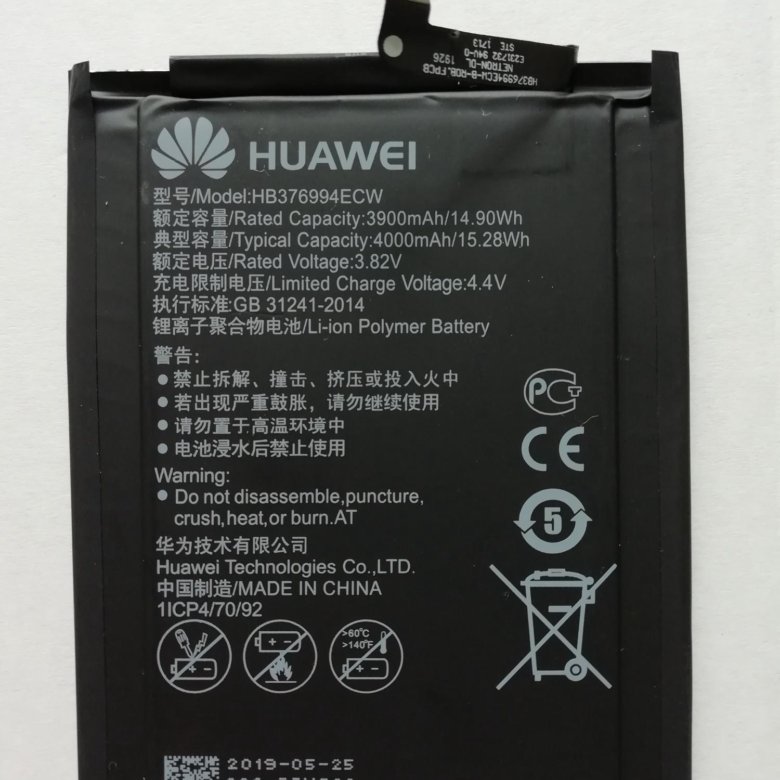 HB376994ECW-B-ROB.FPCB
NETRON-DL 1926
E231732 94V-0
STE 1713
HUAWEI
型号/Model:HB376994ECW
额定容量/Rated Capacity:3900mAh/14.90Wh
典型容量/Typical Capacity:4000mAh/15.28Wh
额定电压/Rated Voltage:3.82V
充电限制电压/Limited Charge Voltage:4.4V
执行标准:GB 31241-2014
锂离子聚合物电池/Li-ion Polymer Battery
警告:
● 禁止拆解、撞击、挤压或投入火中
● 若出现严重鼓胀，请勿继续使用
● 请勿置于高温环境中
● 电池浸水后禁止使用
Warning:
● Do not disassemble,puncture,
crush,heat,or burn.AT
华为技术有限公司
Huawei Technologies Co.,LTD.
中国制造/MADE IN CHINA
1ICP4/70/92
>60°C
>140°F
PCT
CE
5
2019-05-25